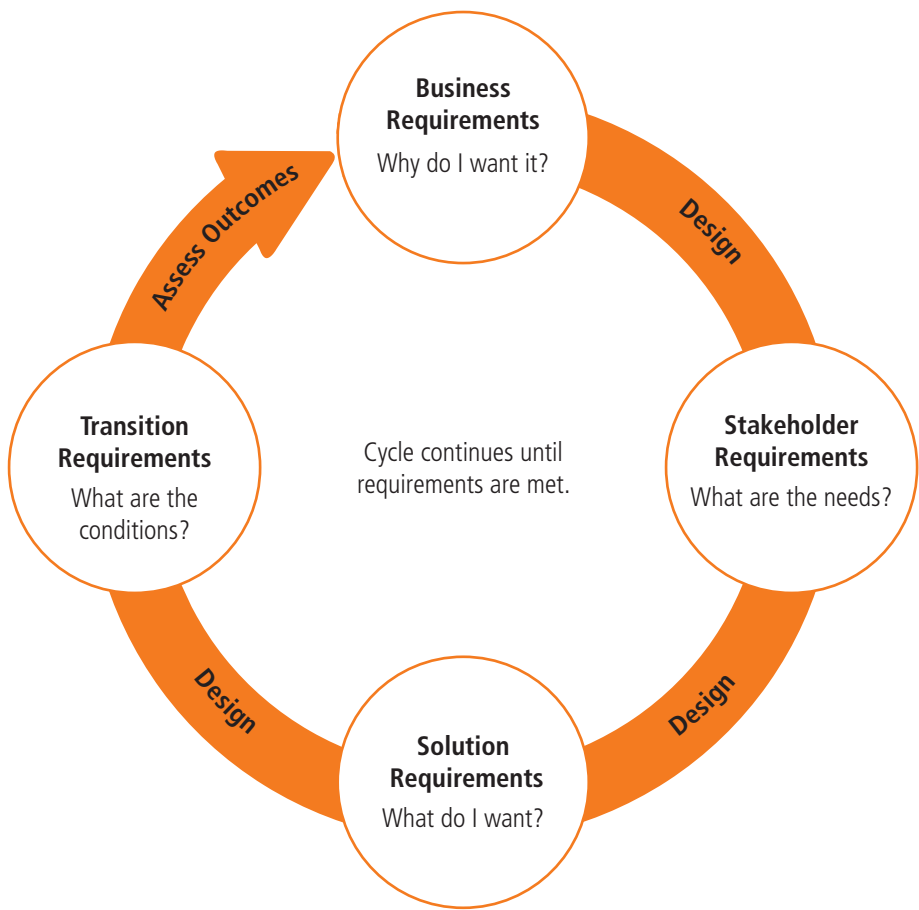 Business
Requirements
Why do I want it?
Design
Stakeholder
Requirements
What are the needs?
Design
Solution
Requirements
What do I want?
Design
Transition
Requirements
What are the
conditions?
Assess Outcomes
Cycle continues until
requirements are met.